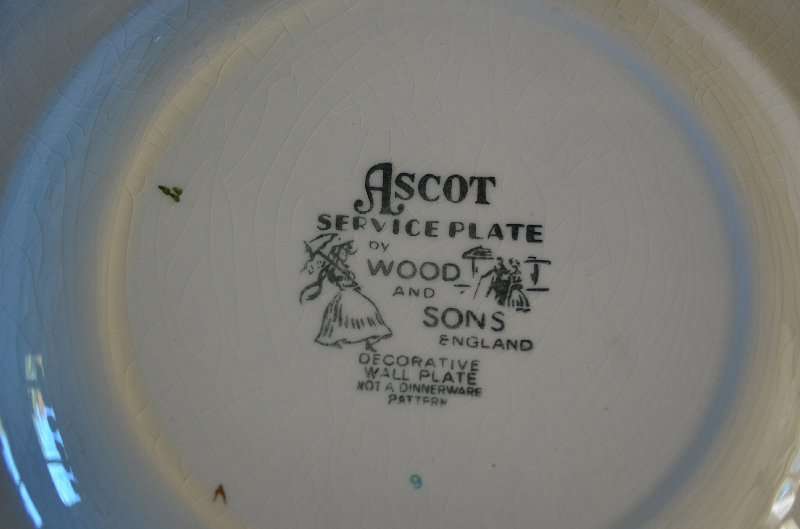 ASCOT
SERVICE PLATE
by
WOOD
AND
SONS
ENGLAND
DECORATIVE
WALL PLATE
NOT A DINNERWARE
PATTERN
9